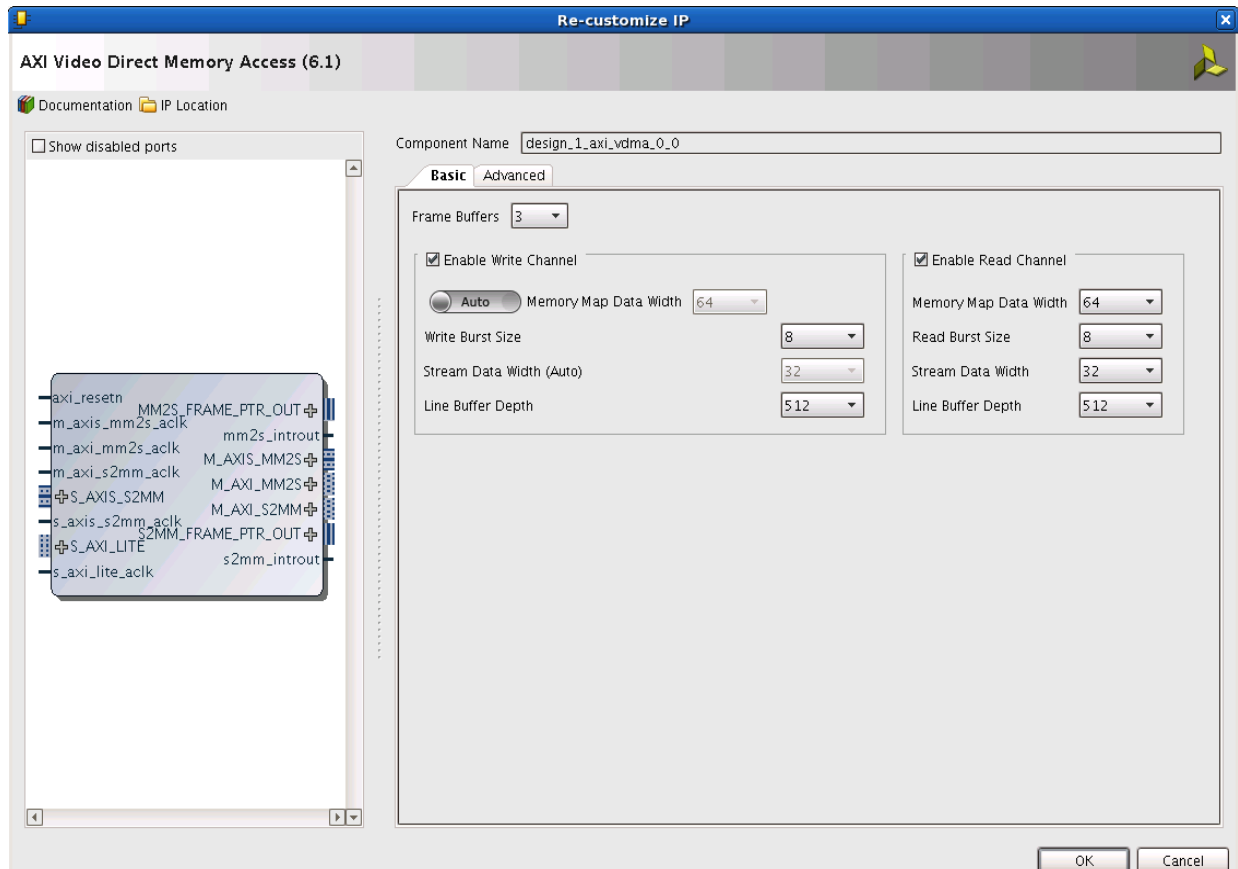 Re-customize IP
AXI Video Direct Memory Access (6.1)
Documentation IP Location
Show disabled ports
axi_resetn
m_axis_mm2s_aclk
m_axi_mm2s_aclk
m_axi_s2mm_aclk
S_AXIS_S2MM
s_axis_s2mm_aclk
S_AXI_LITE
s_axi_lite_aclk
MM2S_FRAME_PTR_OUT
mm2s_introut
M_AXIS_MM2S
M_AXI_MM2S
M_AXI_S2MM
S2MM_FRAME_PTR_OUT
s2mm_introut
Component Name design_1_axi_vdma_0_0
Basic Advanced
Frame Buffers 3
Enable Write Channel
Auto Memory Map Data Width 64
Write Burst Size 8
Stream Data Width (Auto) 32
Line Buffer Depth 512
Enable Read Channel
Memory Map Data Width 64
Read Burst Size 8
Stream Data Width 32
Line Buffer Depth 512
OK Cancel